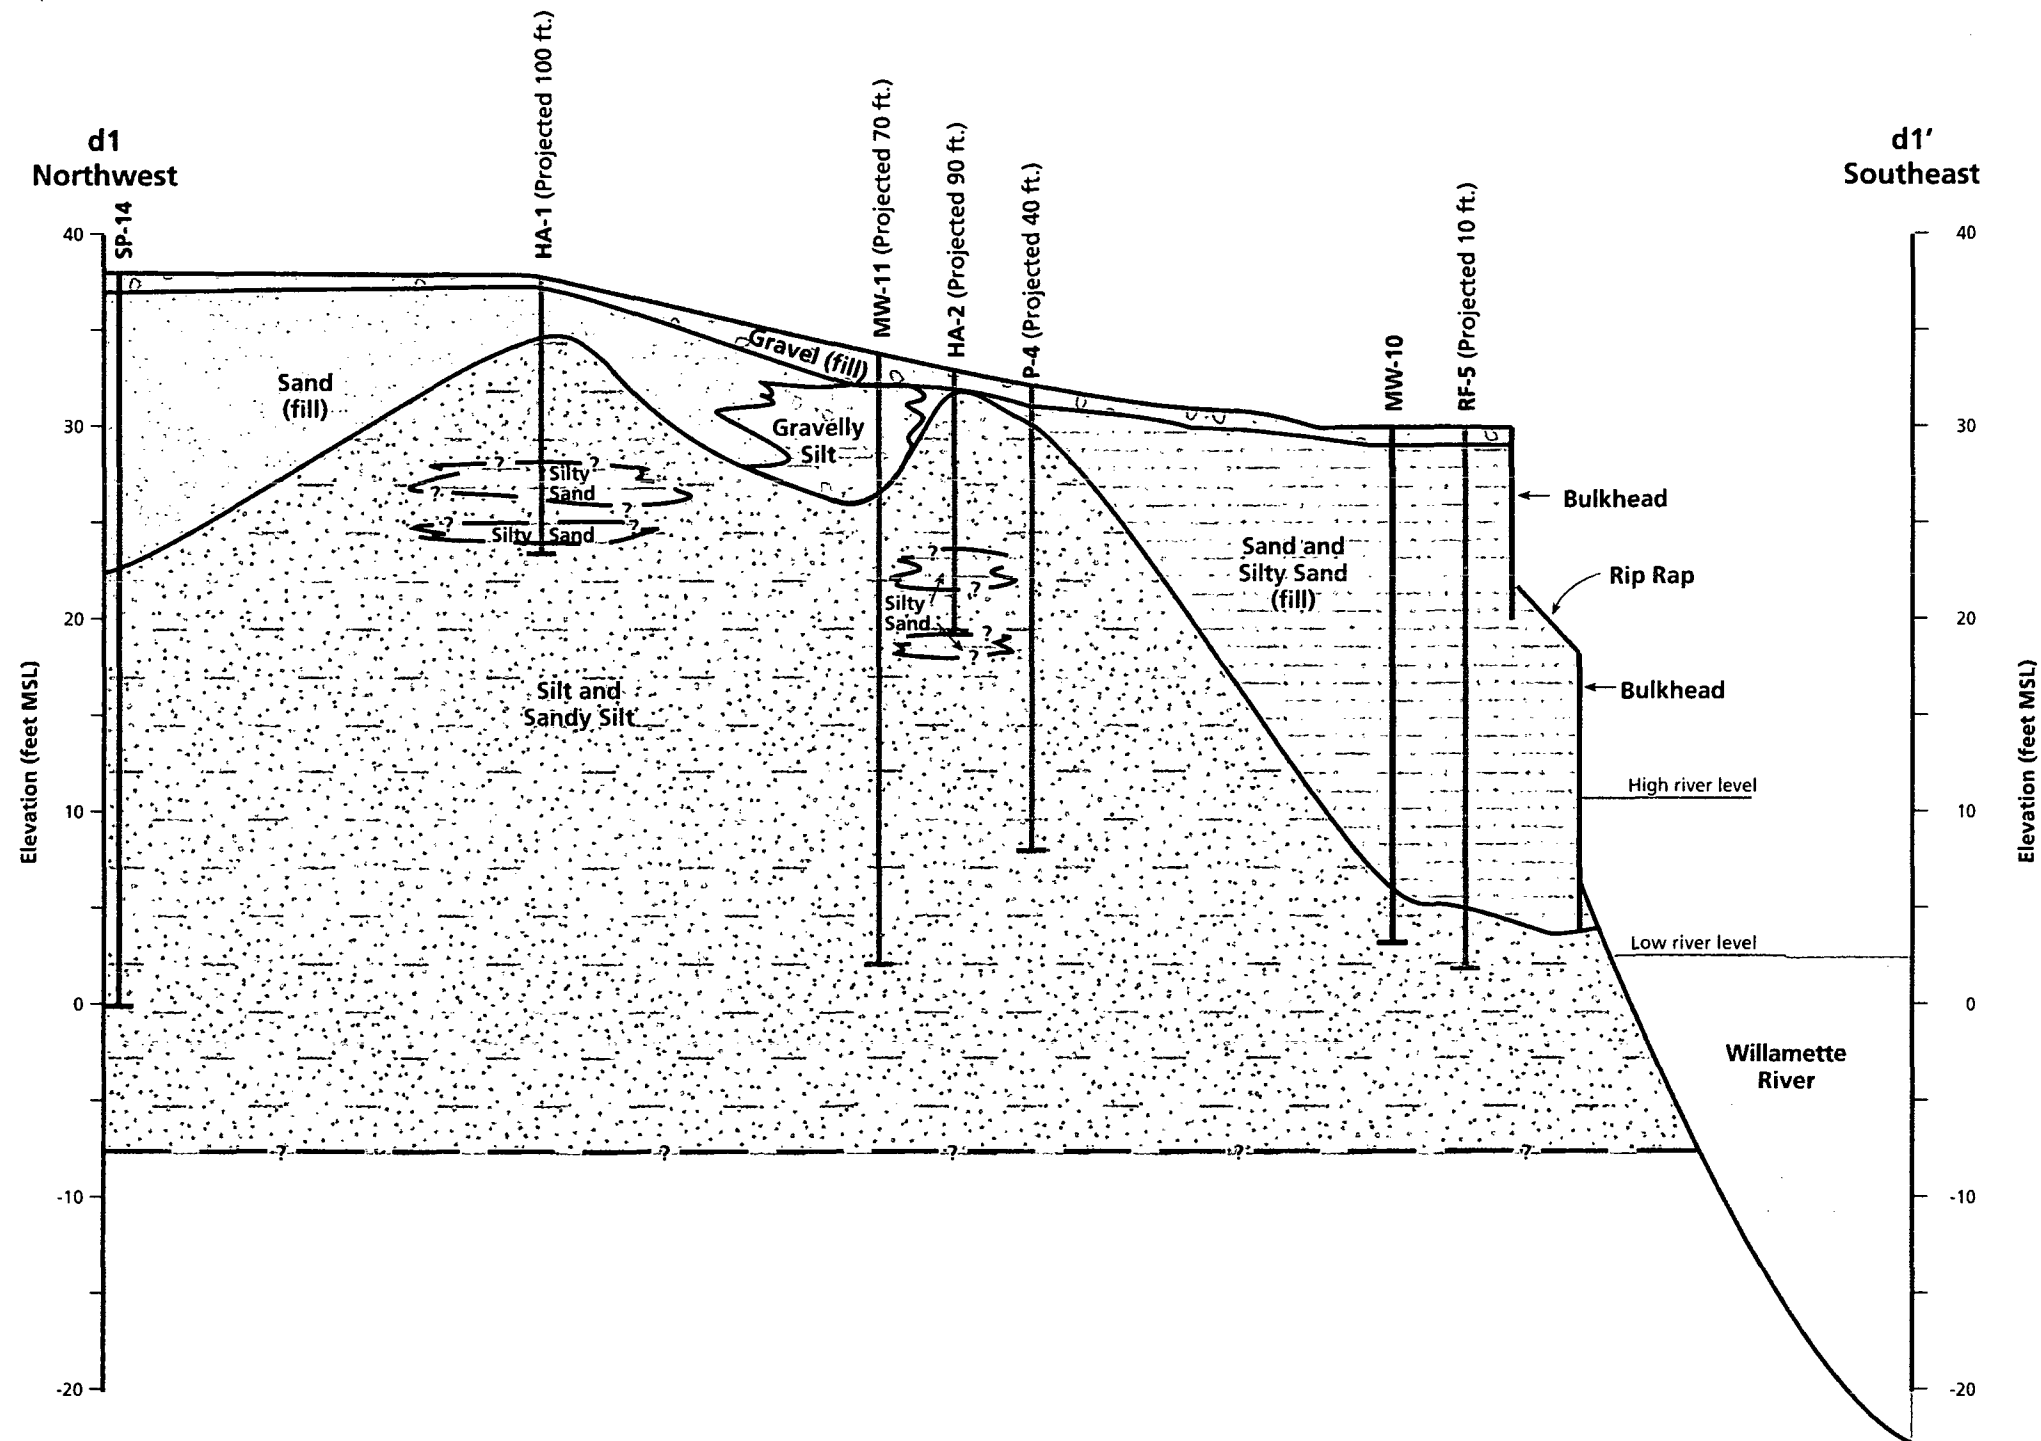 d1
Northwest
d1'
Southeast
SP-14
HA-1 (Projected 100 ft.)
MW-11 (Projected 70 ft.)
HA-2 (Projected 90 ft.)
P-4 (Projected 40 ft.)
MW-10
RF-5 (Projected 10 ft.)
40
30
20
10
0
-10
-20
Elevation (feet MSL)
40
30
20
10
0
-10
-20
Elevation (feet MSL)
Gravel (fill)
Sand
(fill)
Gravelly
Silt
?
?
Silty
Sand
?
?
?
?
Silty Sand
?
?
Silty
Sand
?
?
Sand and
Silty Sand
(fill)
Silt and
Sandy Silt
Bulkhead
Rip Rap
Bulkhead
High river level
Low river level
Willamette
River
?
?
?
?
?